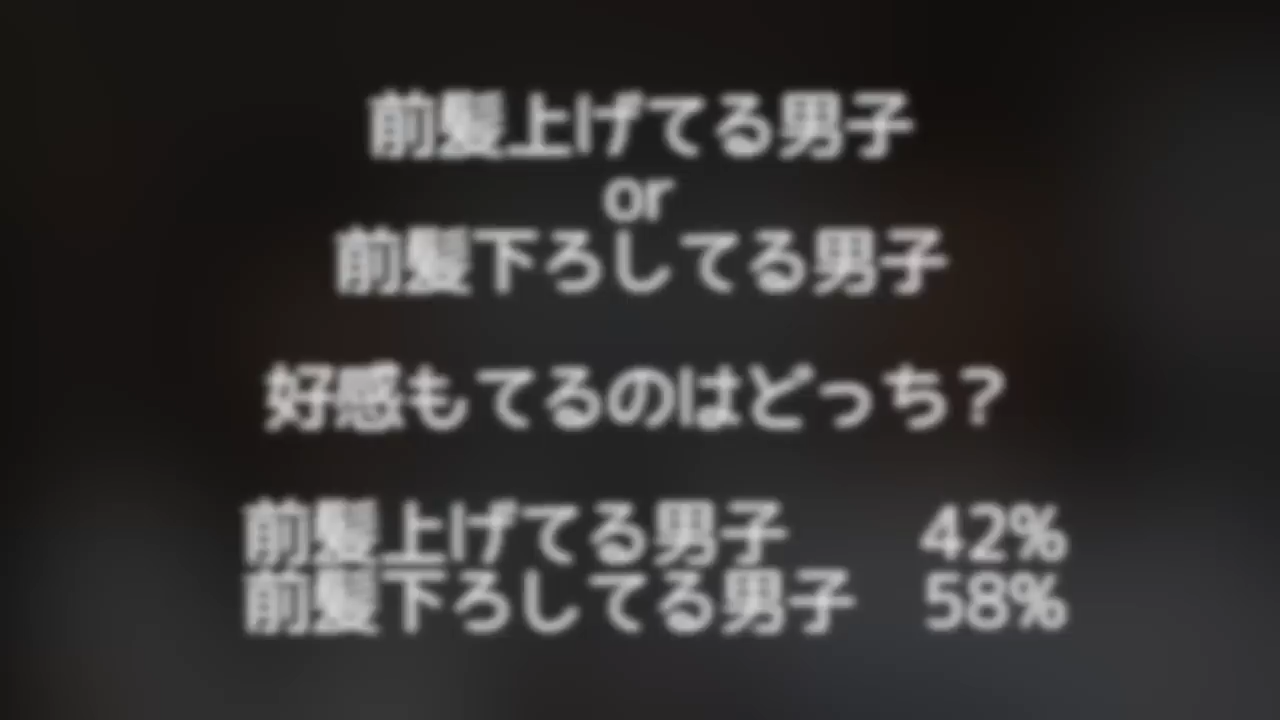 前髪上げてる男子
or
前髪下ろしてる男子
好感もてるのはどっち？
前髪上げてる男子 42%
前髪下ろしてる男子 58%